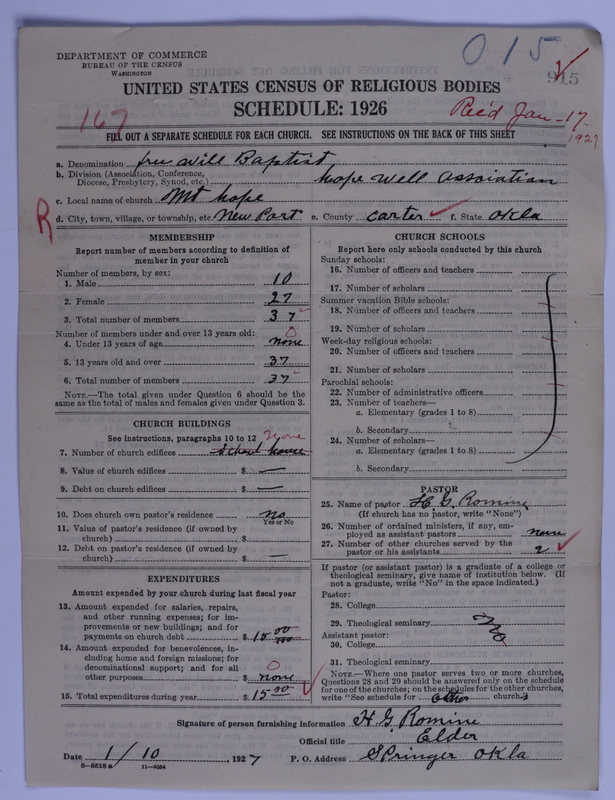 015
915
DEPARTMENT OF COMMERCE
BUREAU OF THE CENSUS
WASHINGTON
UNITED STATES CENSUS OF RELIGIOUS BODIES
SCHEDULE: 1926
167
Rec'd Jan-17-1927
FILL OUT A SEPARATE SCHEDULE FOR EACH CHURCH. SEE INSTRUCTIONS ON THE BACK OF THIS SHEET
a. Denomination free Will Baptist
b. Division (Association, Conference, Diocese, Presbytery, Synod, etc.) hope Well Association
c. Local name of church Mt hope
R
d. City, town, village, or township, etc. New Port e. County carter f. State Okla
MEMBERSHIP
Report number of members according to definition of
member in your church
Number of members, by sex:
1. Male 10
2. Female 27
3. Total number of members 37
Number of members under and over 13 years old: 0
4. Under 13 years of age none
5. 13 years old and over 37
6. Total number of members 37
NOTE.—The total given under Question 6 should be
same as the total of males and females given under Question 3.
CHURCH BUILDINGS
See instructions, paragraphs 10 to 12 None
7. Number of church edifices School house
8. Value of church edifices $ —
9. Debt on church edifices $ —
10. Does church own pastor's residence no
Yes or No
11. Value of pastor's residence (if owned by
church) $
12. Debt on pastor's residence (if owned by
church) $ —
EXPENDITURES
Amount expended by your church during last fiscal year
13. Amount expended for salaries, repairs,
and other running expenses; for im-
provements or new buildings; and for
payments on church debt $ 15 00
14. Amount expended for benevolences, in-
cluding home and foreign missions; for
denominational support; and for all 0
other purposes $ none
15. Total expenditures during year $ 15 00
CHURCH SCHOOLS
Report here only schools conducted by this church
Sunday schools:
16. Number of officers and teachers
17. Number of scholars
Summer vacation Bible schools:
18. Number of officers and teachers
19. Number of scholars
Week-day religious schools:
20. Number of officers and teachers
21. Number of scholars
Parochial schools:
22. Number of administrative officers
23. Number of teachers—
a. Elementary (grades 1 to 8)
b. Secondary
24. Number of scholars—
a. Elementary (grades 1 to 8)
b. Secondary
PASTOR
25. Name of pastor H G. Romine
(If church has no pastor, write "None")
26. Number of ordained ministers, if any, em-
ployed as assistant pastors none
27. Number of other churches served by the
pastor or his assistants 2
If pastor (or assistant pastor) is a graduate of a college or
theological seminary, give name of institution below. (If
not a graduate, write "No" in the space indicated.)
Pastor:
28. College
29. Theological seminary No
Assistant pastor:
30. College
31. Theological seminary
NOTE.—Where one pastor serves two or more churches,
Questions 28 and 29 should be answered only on the schedule
for one of the churches; on the schedules for the other churches,
write "See schedule for other church."
Signature of person furnishing information H. G. Romine
Official title Elder
Date 1/10, 1927 P. O. Address Springer Okla
8—5518 a 11—9064